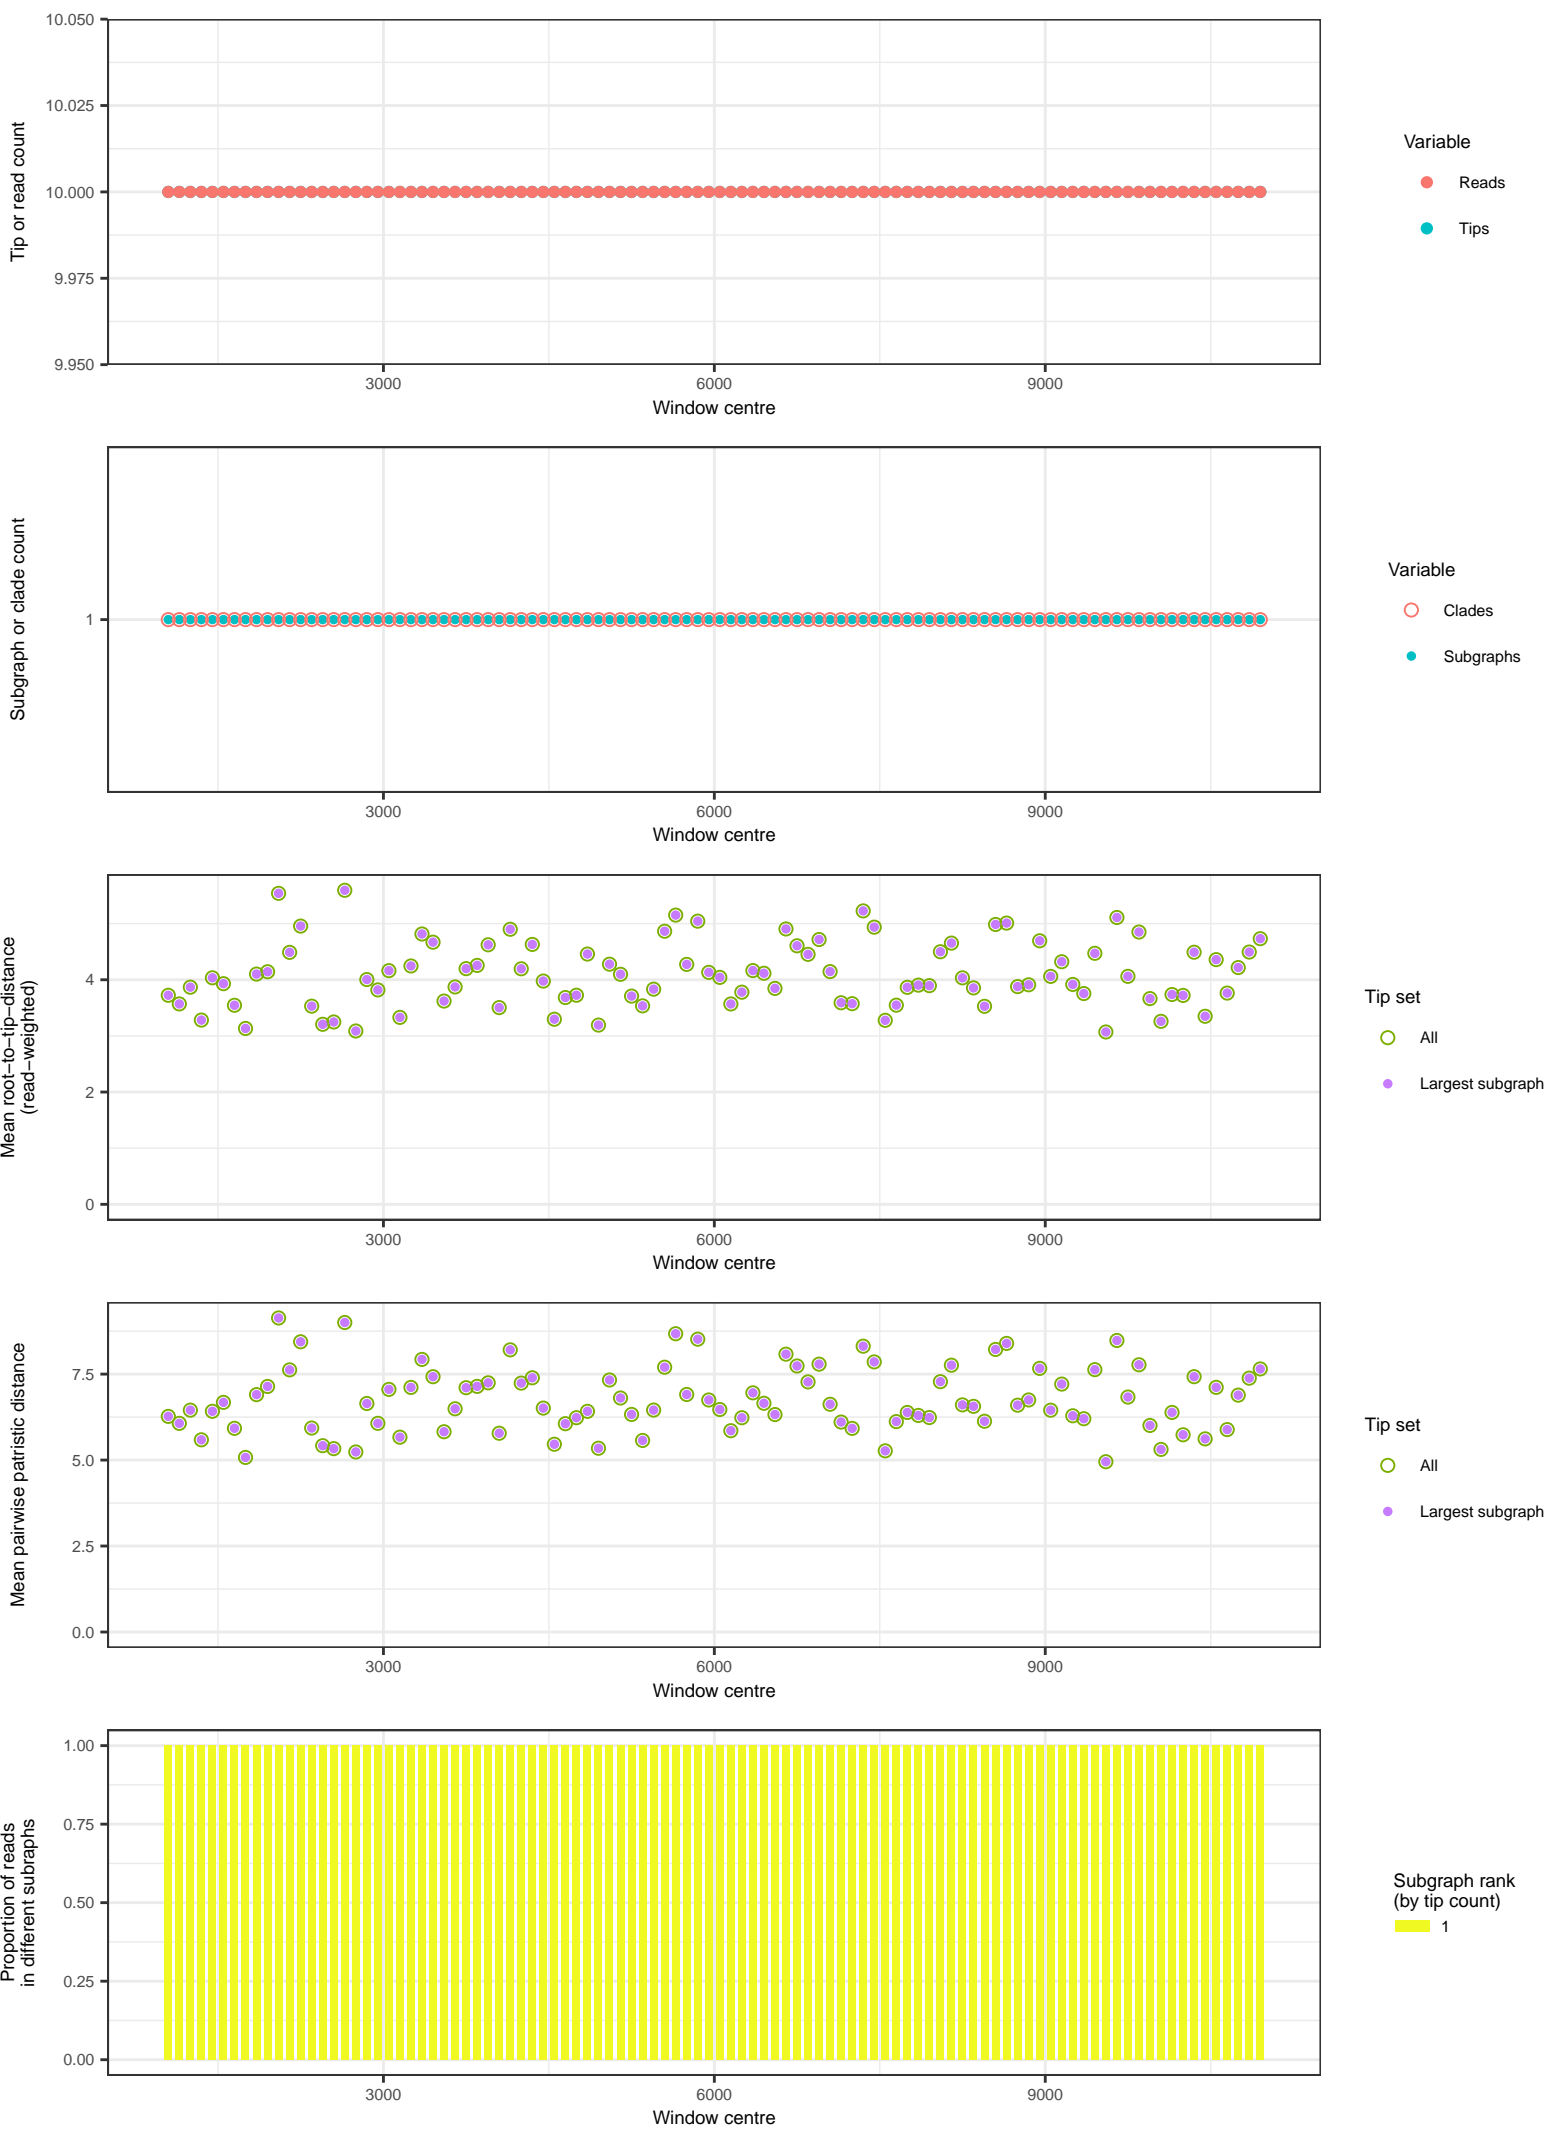 10.050
10.025
10.000
9.975
9.950
Tip or read count
3000 6000 9000
Window centre
Variable
Reads
Tips
1
Subgraph or clade count
3000 6000 9000
Window centre
Variable
Clades
Subgraphs
4
2
0
Mean root−to−tip−distance
(read−weighted)
3000 6000 9000
Window centre
Tip set
All
Largest subgraph
7.5
5.0
2.5
0.0
Mean pairwise patristic distance
3000 6000 9000
Window centre
Tip set
All
Largest subgraph
1.00
0.75
0.50
0.25
0.00
Proportion of reads
in different subraphs
3000 6000 9000
Window centre
Subgraph rank
(by tip count)
1